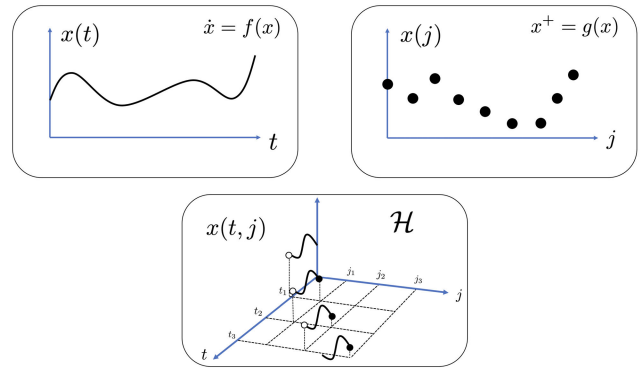 x(t)
ẋ = f(x)
t
x(j)
x⁺ = g(x)
j
x(t, j)
ℋ
j₁
j₂
j₃
j
t₁
t₂
t₃
t